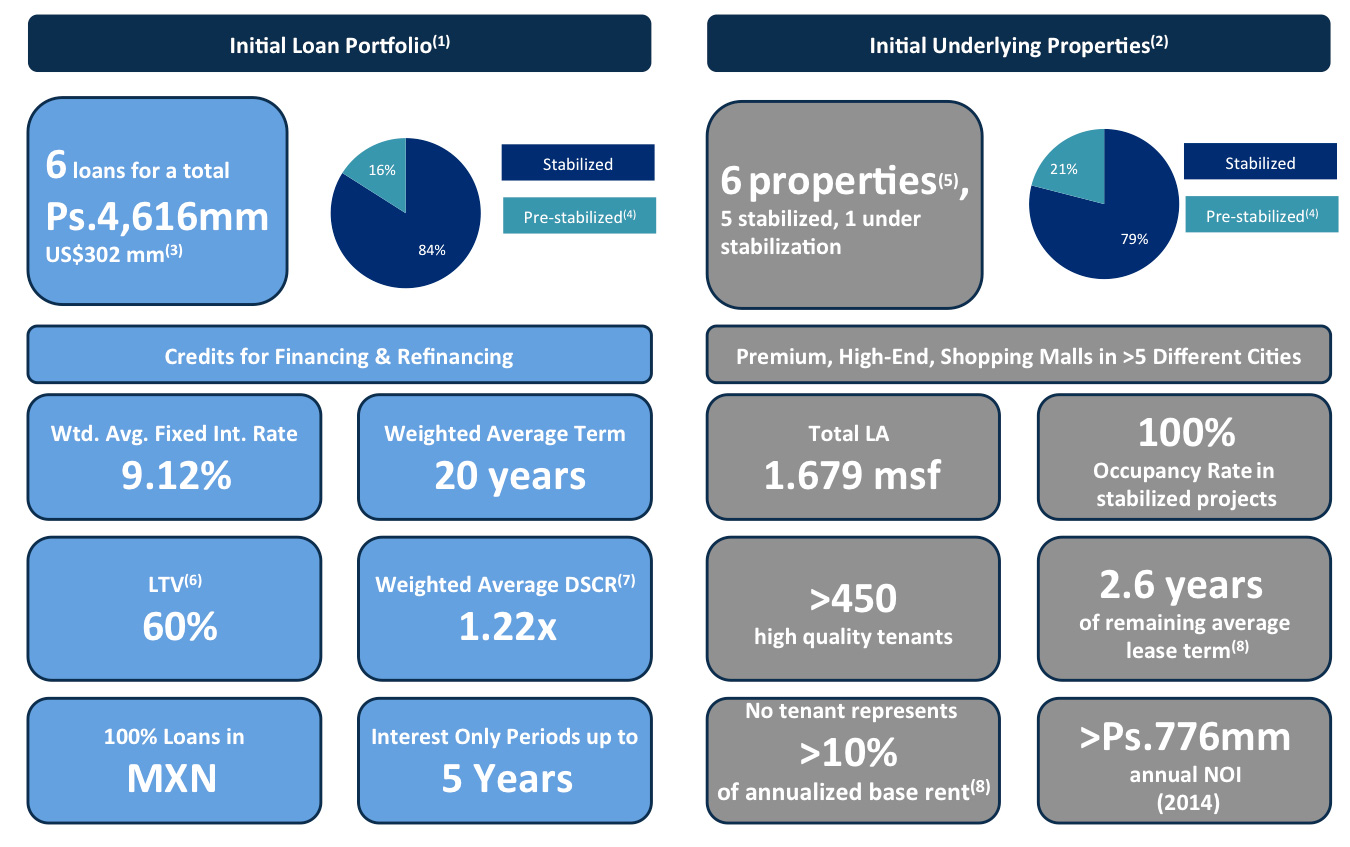 Initial Loan Portfolio(1)
6 loans for a total
Ps.4,616mm
US$302 mm(3)
16%
84%
Stabilized
Pre-stabilized(4)
Credits for Financing & Refinancing
Wtd. Avg. Fixed Int. Rate
9.12%
Weighted Average Term
20 years
LTV(6)
60%
Weighted Average DSCR(7)
1.22x
100% Loans in
MXN
Interest Only Periods up to
5 Years
Initial Underlying Properties(2)
6 properties(5),
5 stabilized, 1 under
stabilization
21%
79%
Stabilized
Pre-stabilized(4)
Premium, High-End, Shopping Malls in >5 Different Cities
Total LA
1.679 msf
100%
Occupancy Rate in
stabilized projects
>450
high quality tenants
2.6 years
of remaining average
lease term(8)
No tenant represents
>10%
of annualized base rent(8)
>Ps.776mm
annual NOI
(2014)